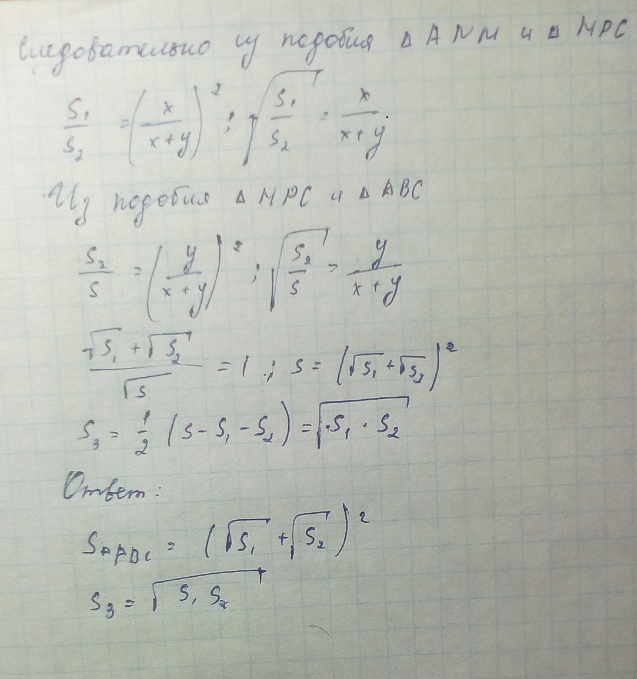 Следовательно из подобия △ ANM и △ MPC
S₁/S₂ = (x/(x+y))² ; √(S₁/S₂) = x/(x+y).
Из подобия △ MPC и △ ABC
S₂/S = (y/(x+y))² ; √(S₂/S) = y/(x+y)
(√S₁ + √S₂)/√S = 1 ; S = (√S₁ + √S₂)²
S₃ = 1/2 (S - S₁ - S₂) = √(S₁ · S₂)
Ответ:
S△ABC = (√S₁ + √S₂)²
S₃ = √(S₁ S₂)